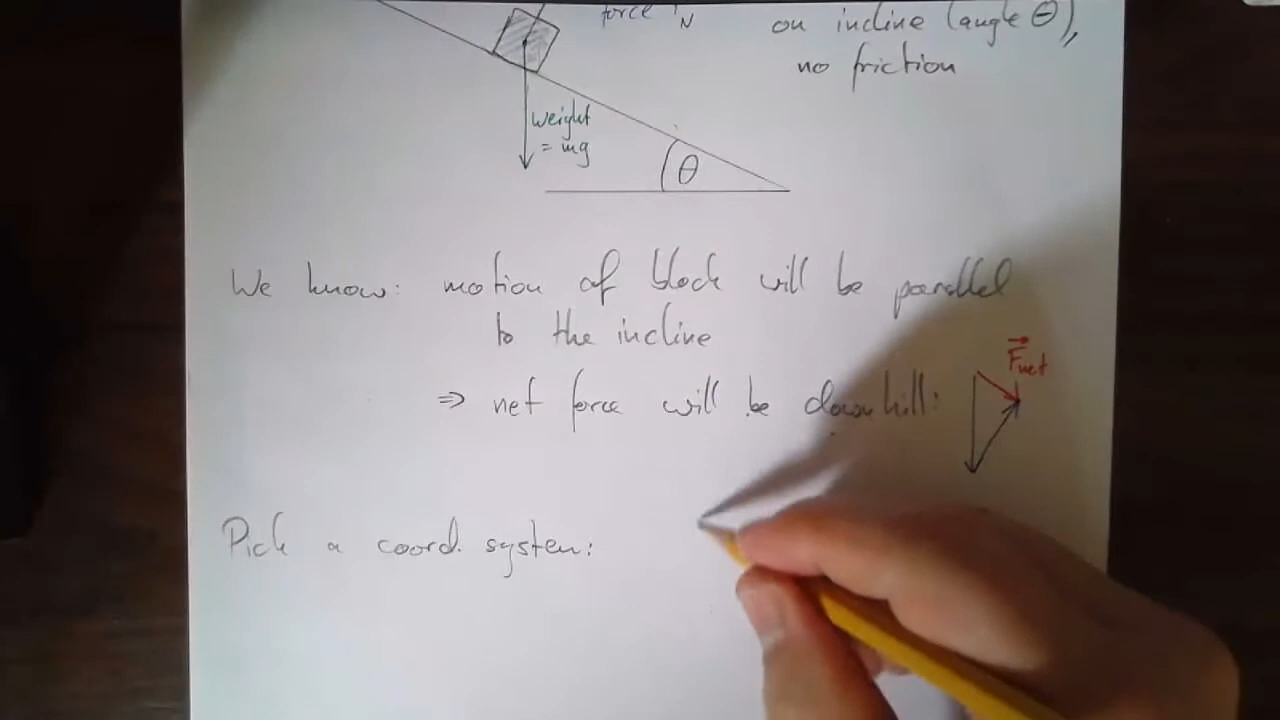 force F_N
on incline (angle θ),
no friction
weight
= mg
θ
We know: motion of block will be parallel
to the incline
⇒ net force will be downhill:
F⃗net
Pick a coord. system: